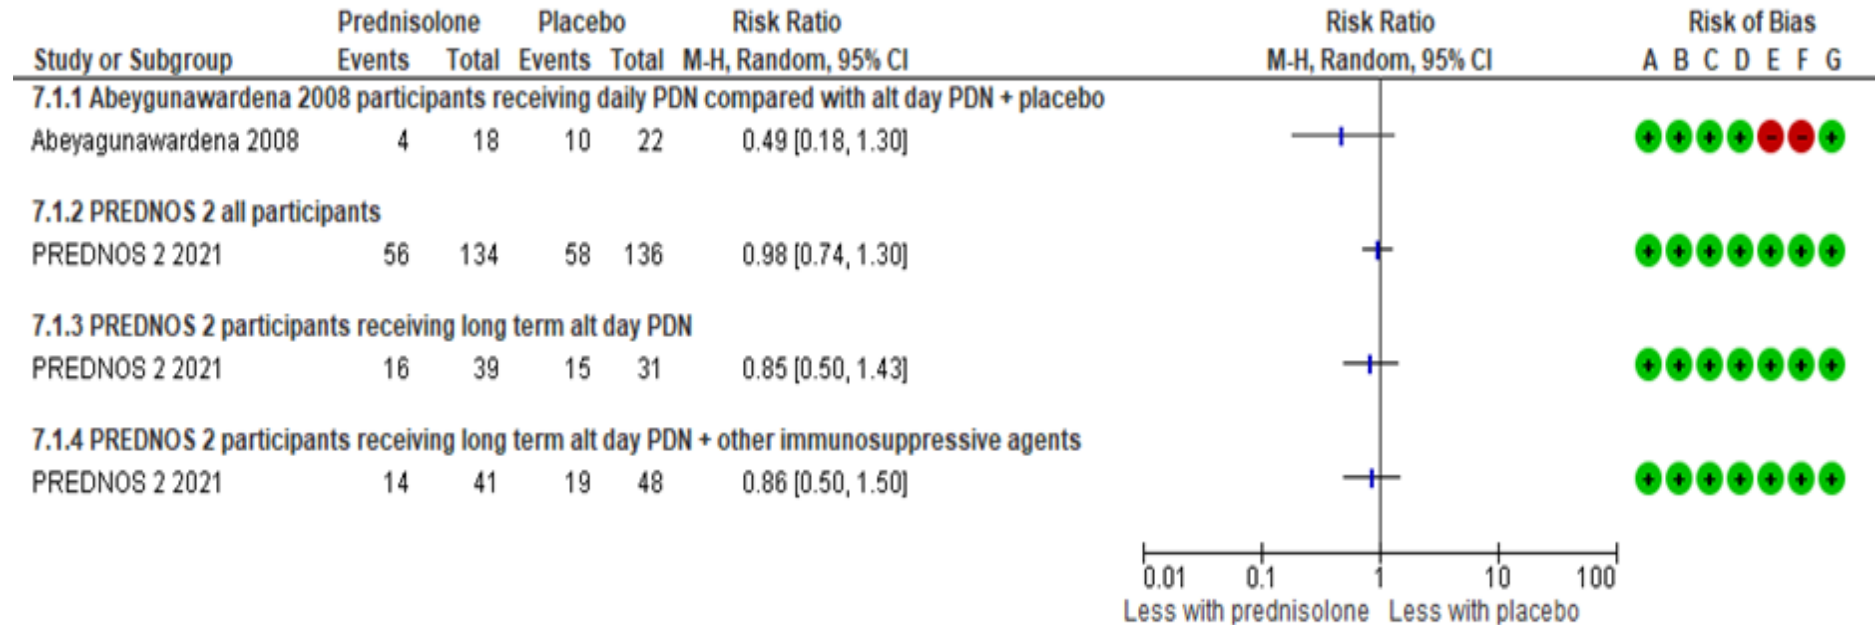 Prednisolone Placebo Risk Ratio Risk Ratio Risk of Bias
Study or Subgroup Events Total Events Total M-H, Random, 95% CI M-H, Random, 95% CI A B C D E F G
7.1.1 Abeygunawardena 2008 participants receiving daily PDN compared with alt day PDN + placebo
Abeyagunawardena 2008 4 18 10 22 0.49 [0.18, 1.30] + + + + - - +
7.1.2 PREDNOS 2 all participants
PREDNOS 2 2021 56 134 58 136 0.98 [0.74, 1.30] + + + + + + +
7.1.3 PREDNOS 2 participants receiving long term alt day PDN
PREDNOS 2 2021 16 39 15 31 0.85 [0.50, 1.43] + + + + + + +
7.1.4 PREDNOS 2 participants receiving long term alt day PDN + other immunosuppressive agents
PREDNOS 2 2021 14 41 19 48 0.86 [0.50, 1.50] + + + + + + +
0.01 0.1 1 10 100
Less with prednisolone Less with placebo